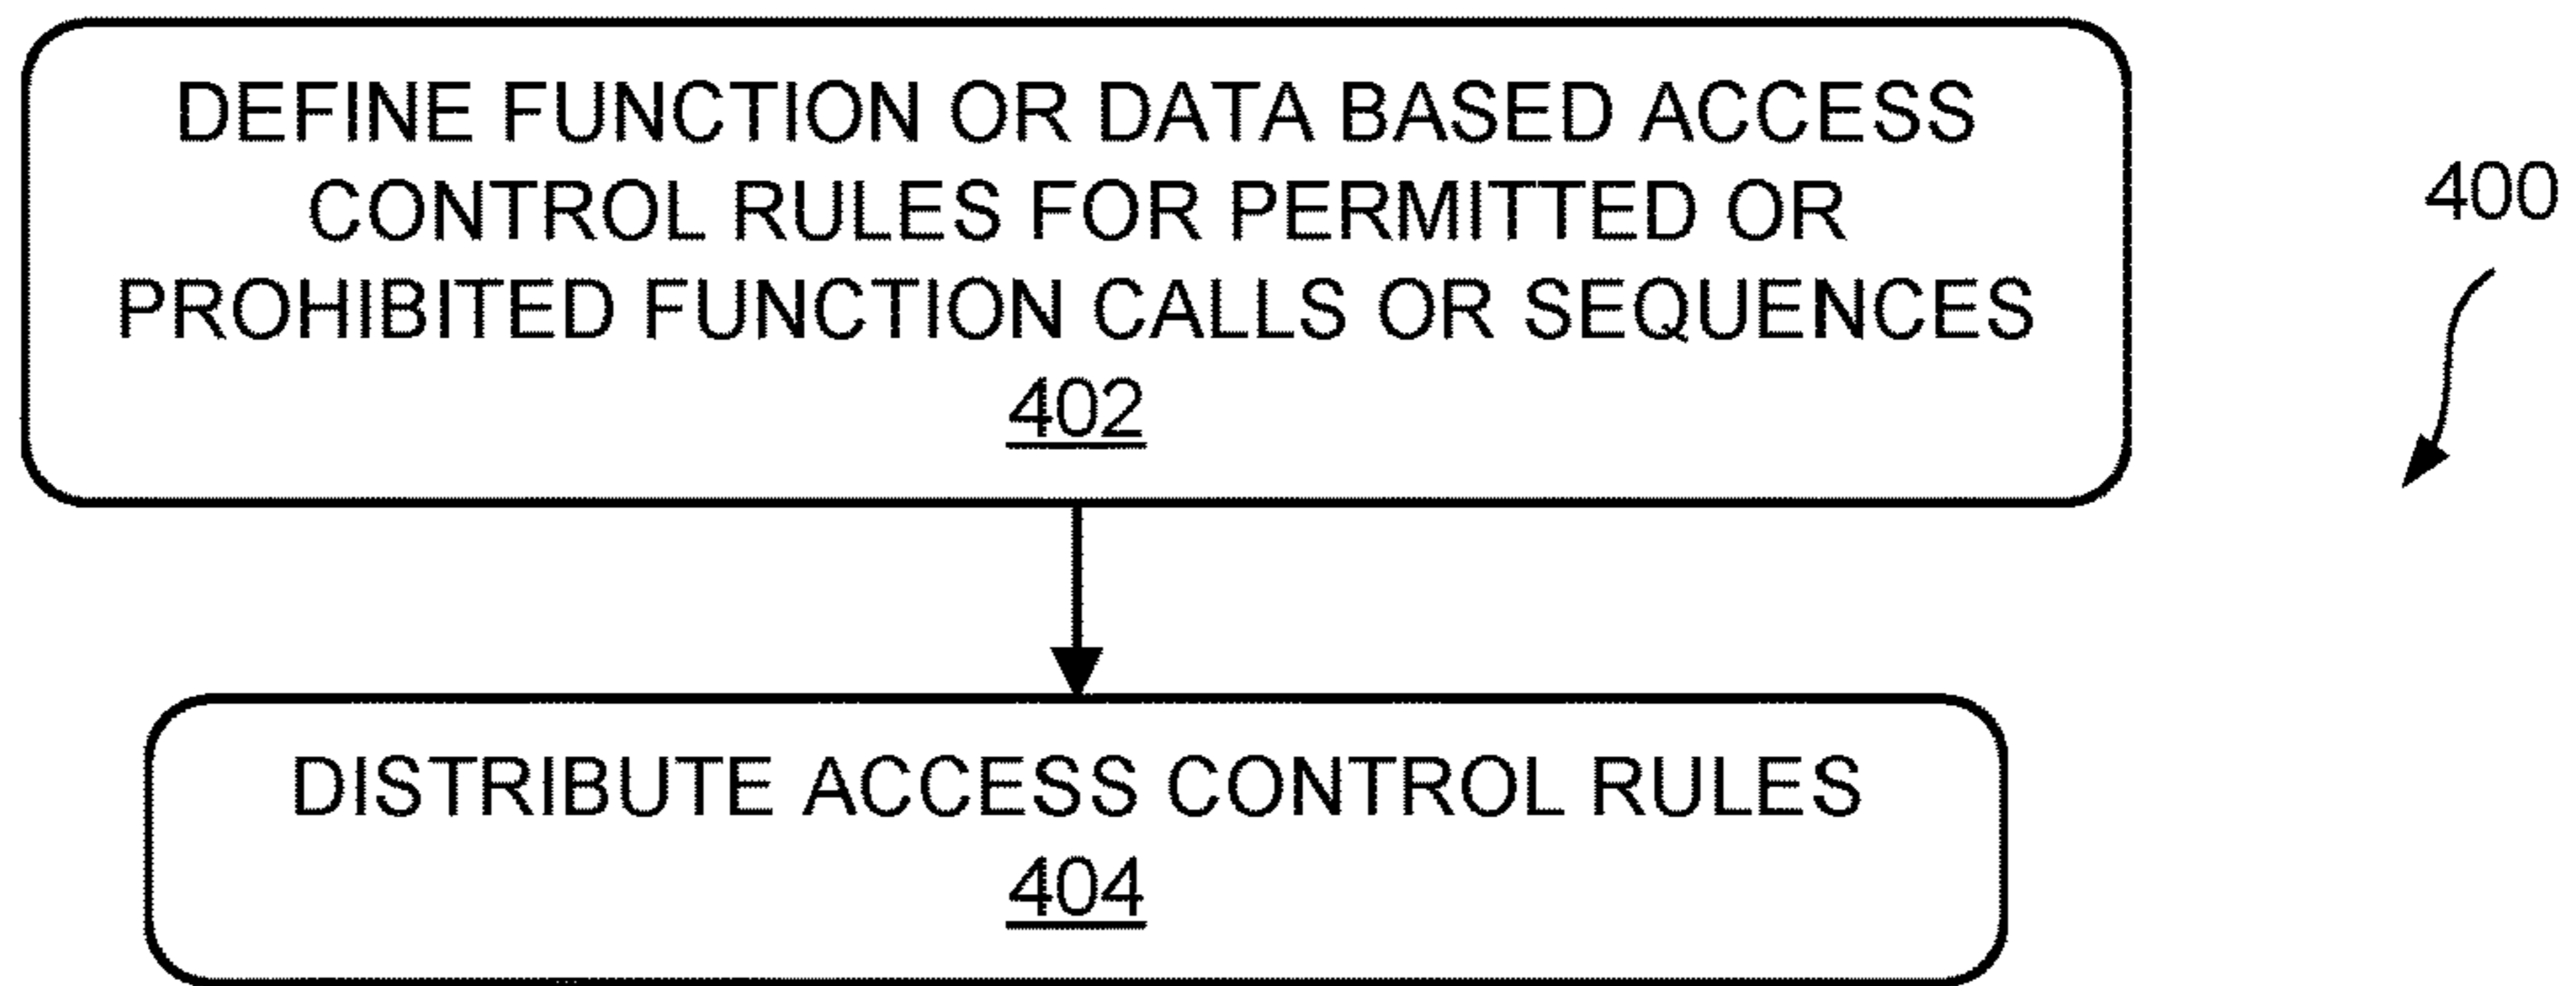 DEFINE FUNCTION OR DATA BASED ACCESS
CONTROL RULES FOR PERMITTED OR
PROHIBITED FUNCTION CALLS OR SEQUENCES
402
400
DISTRIBUTE ACCESS CONTROL RULES
404